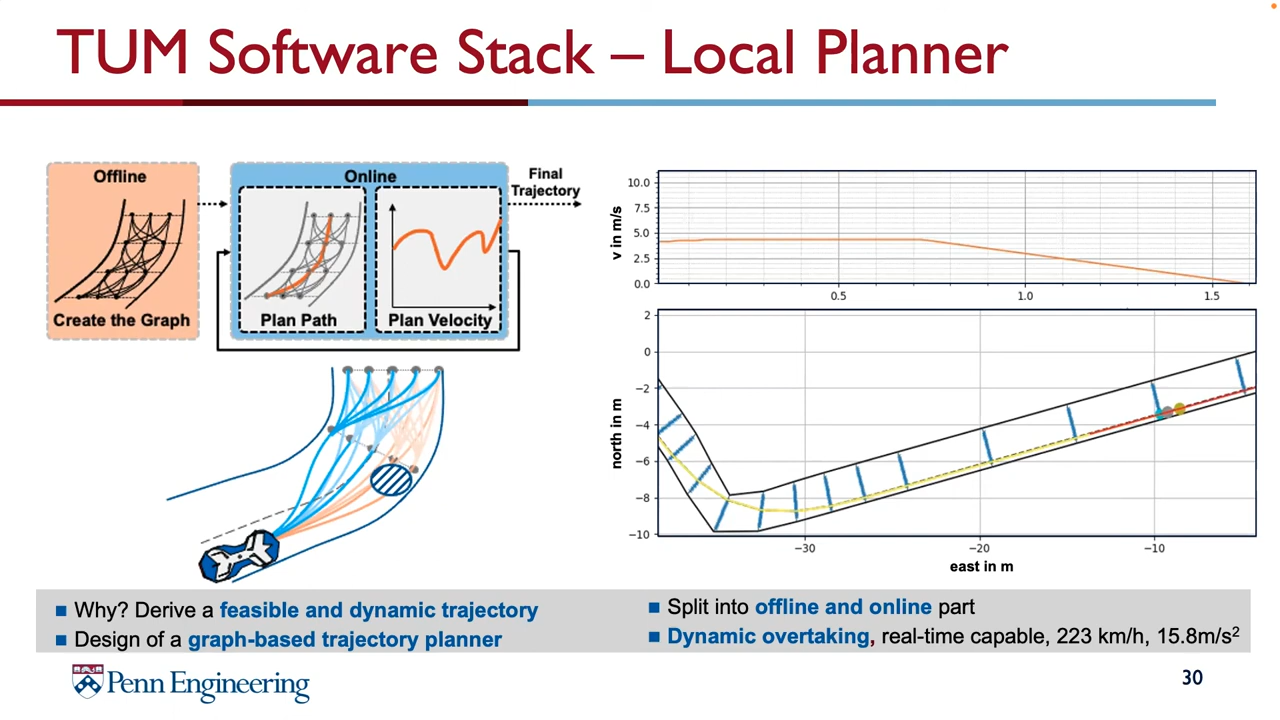 TUM Software Stack – Local Planner
Offline
Create the Graph
Online
Plan Path
Plan Velocity
Final
Trajectory
v in m/s
10.0
7.5
5.0
2.5
0.0
0.5
1.0
1.5
north in m
2
0
−2
−4
−6
−8
−10
−30
−20
−10
east in m
■ Why? Derive a feasible and dynamic trajectory
■ Design of a graph-based trajectory planner
■ Split into offline and online part
■ Dynamic overtaking, real-time capable, 223 km/h, 15.8m/s²
Penn Engineering
30